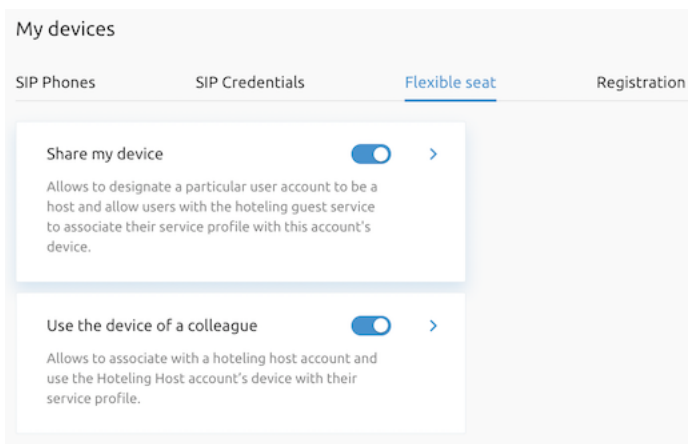 My devices
SIP Phones SIP Credentials Flexible seat Registration
Share my device
Allows to designate a particular user account to be a
host and allow users with the hoteling guest service
to associate their service profile with this account's
device.
Use the device of a colleague
Allows to associate with a hoteling host account and
use the Hoteling Host account's device with their
service profile.